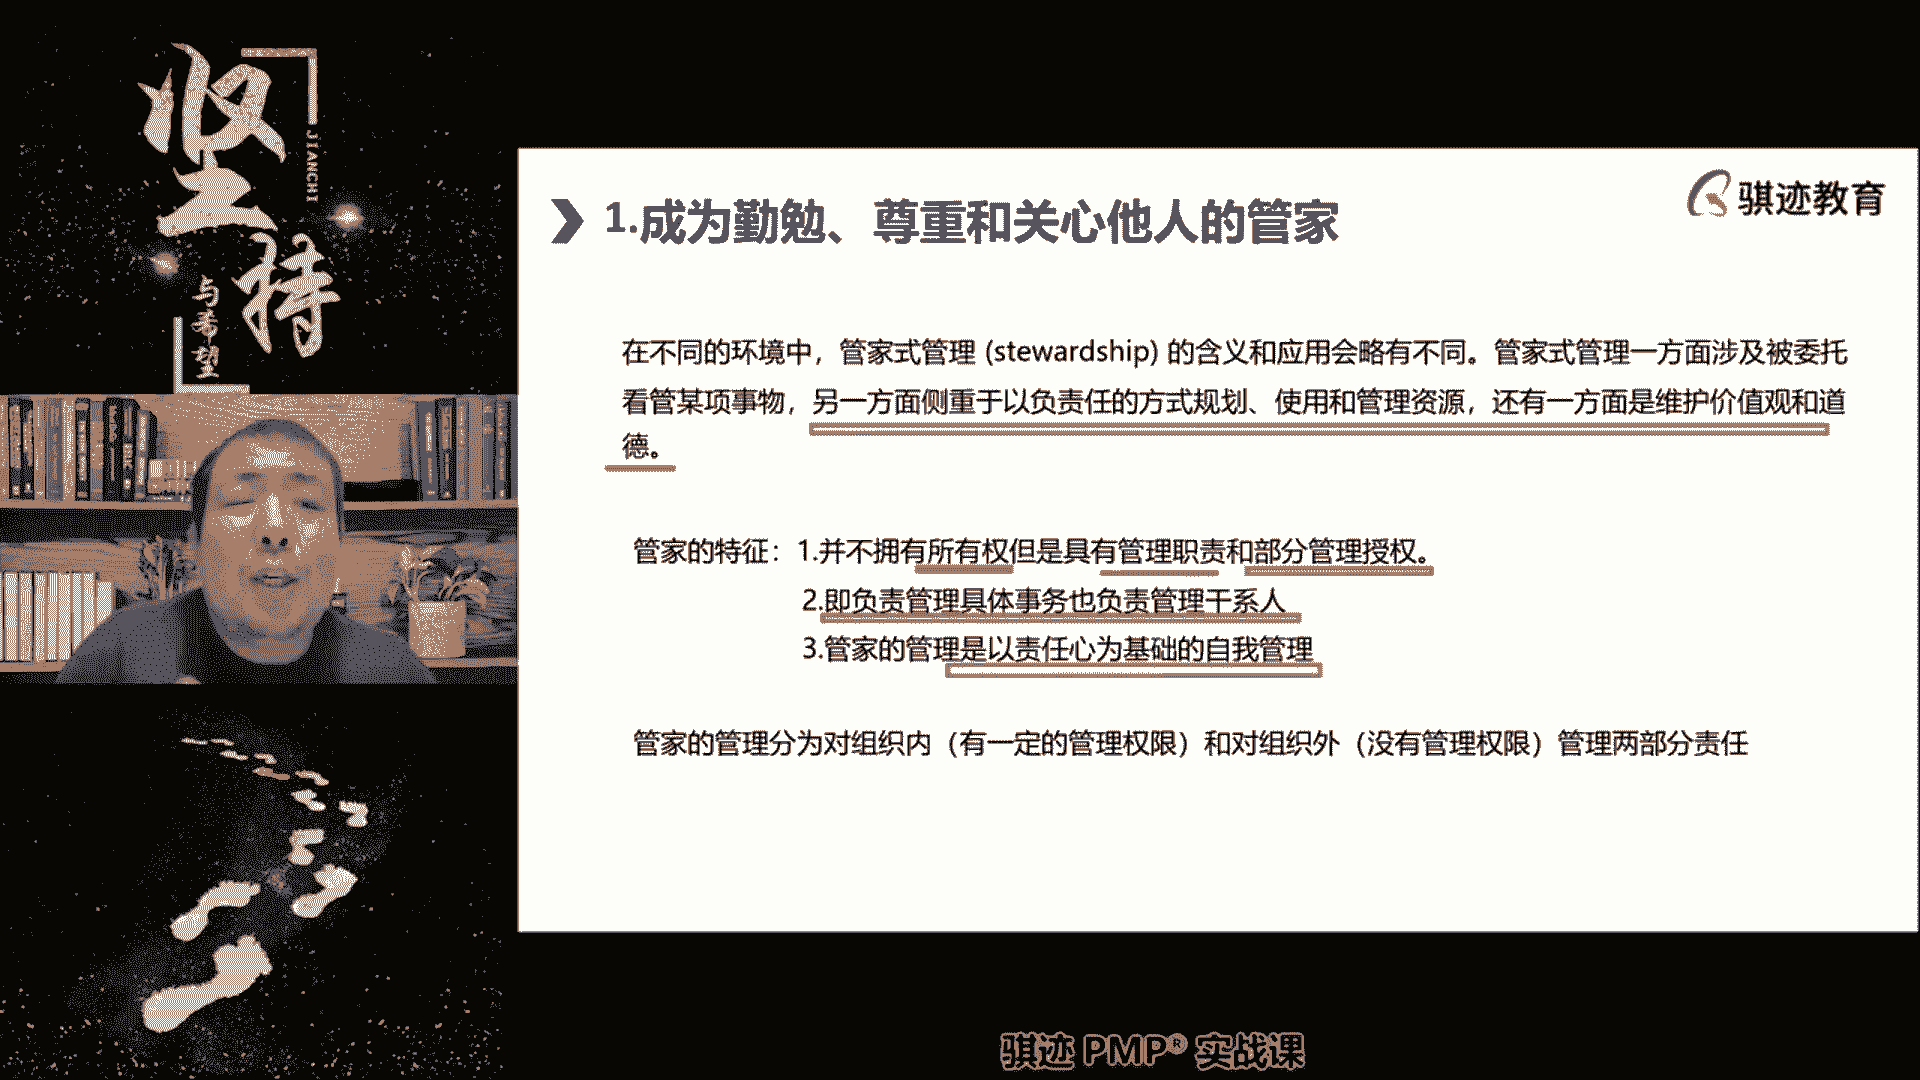 坚持
JIANCHI
与希望
骐迹教育
1.成为勤勉、尊重和关心他人的管家
在不同的环境中，管家式管理 (stewardship) 的含义和应用会略有不同。管家式管理一方面涉及被委托
看管某项事物，另一方面侧重于以负责任的方式规划、使用和管理资源，还有一方面是维护价值观和道
德。
管家的特征：1.并不拥有所有权但是具有管理职责和部分管理授权。
2.即负责管理具体事务也负责管理干系人
3.管家的管理是以责任心为基础的自我管理
管家的管理分为对组织内（有一定的管理权限）和对组织外（没有管理权限）管理两部分责任
骐迹 PMP® 实战课